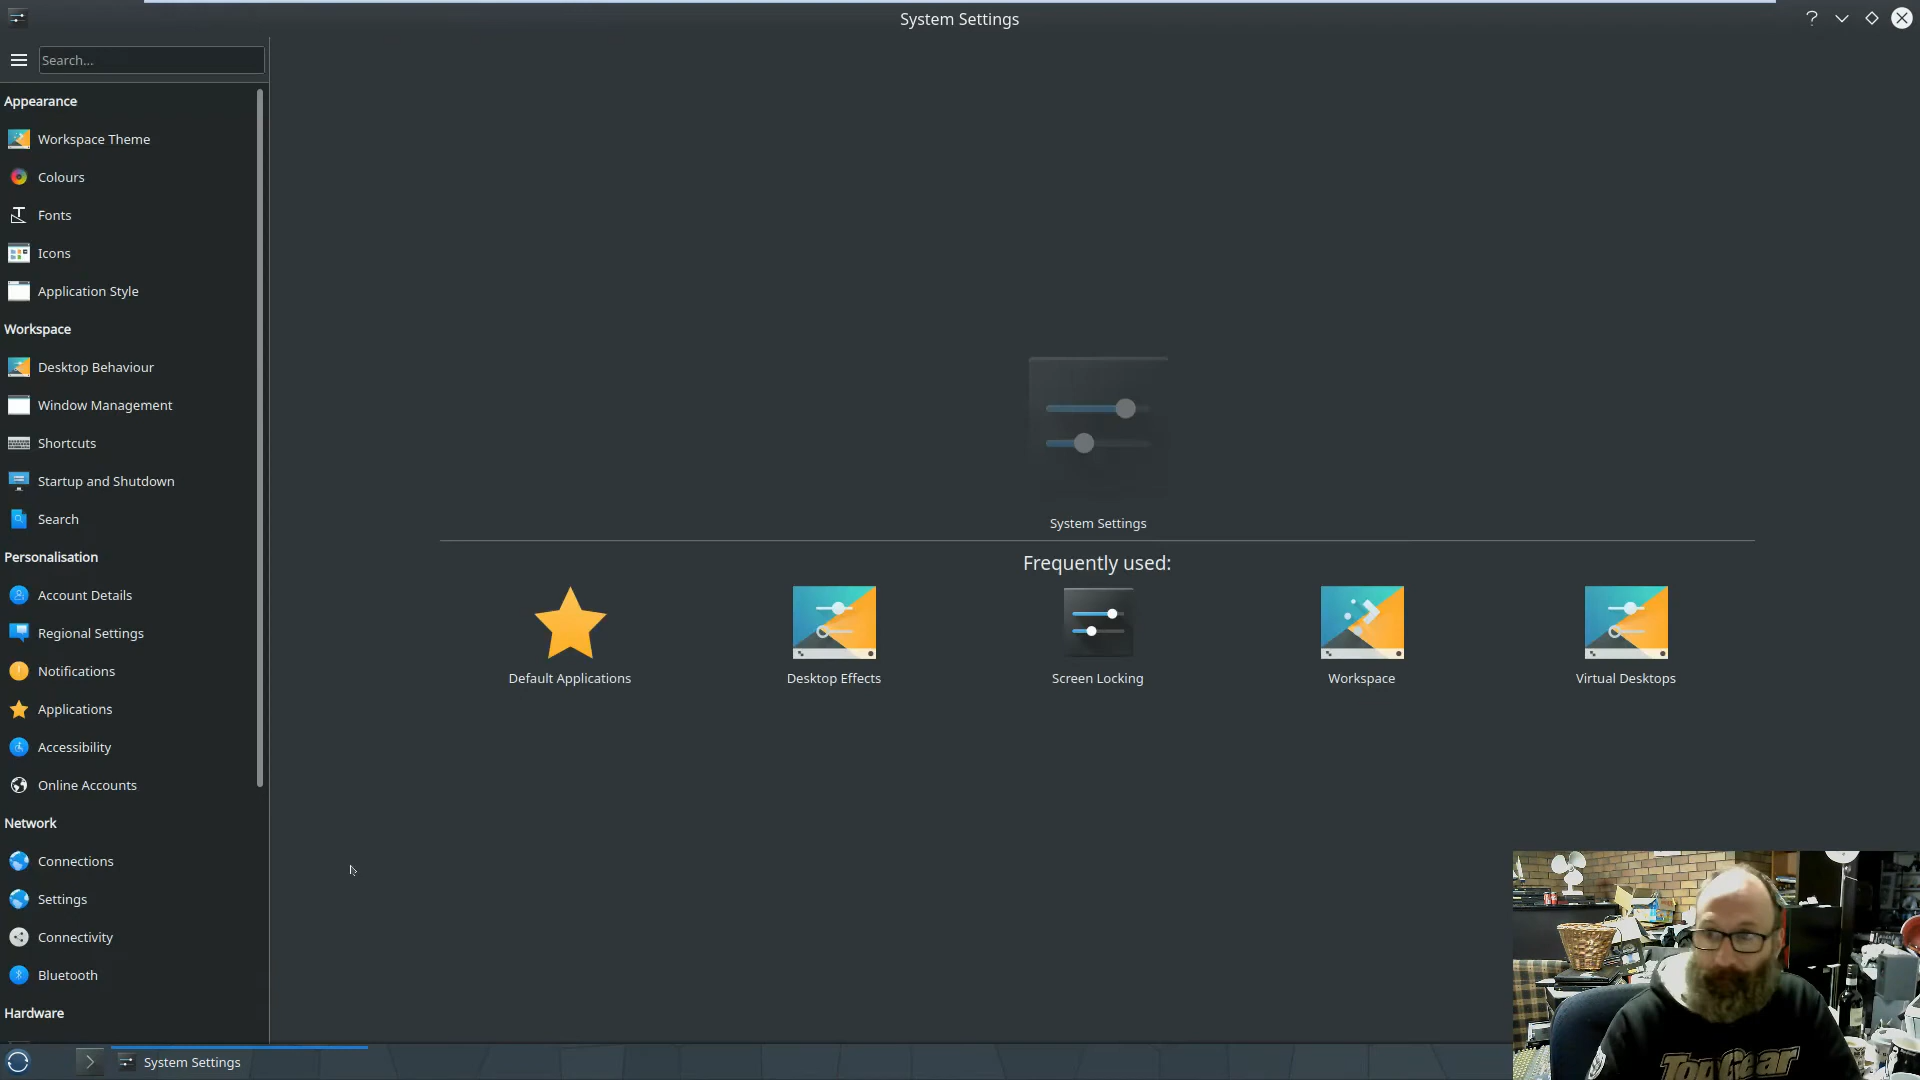 System Settings
Search...
Appearance
Workspace Theme
Colours
Fonts
Icons
Application Style
Workspace
Desktop Behaviour
Window Management
Shortcuts
Startup and Shutdown
Search
Personalisation
Account Details
Regional Settings
Notifications
Applications
Accessibility
Online Accounts
Network
Connections
Settings
Connectivity
Bluetooth
Hardware
System Settings
Frequently used:
Default Applications
Desktop Effects
Screen Locking
Workspace
Virtual Desktops
TopGear
System Settings